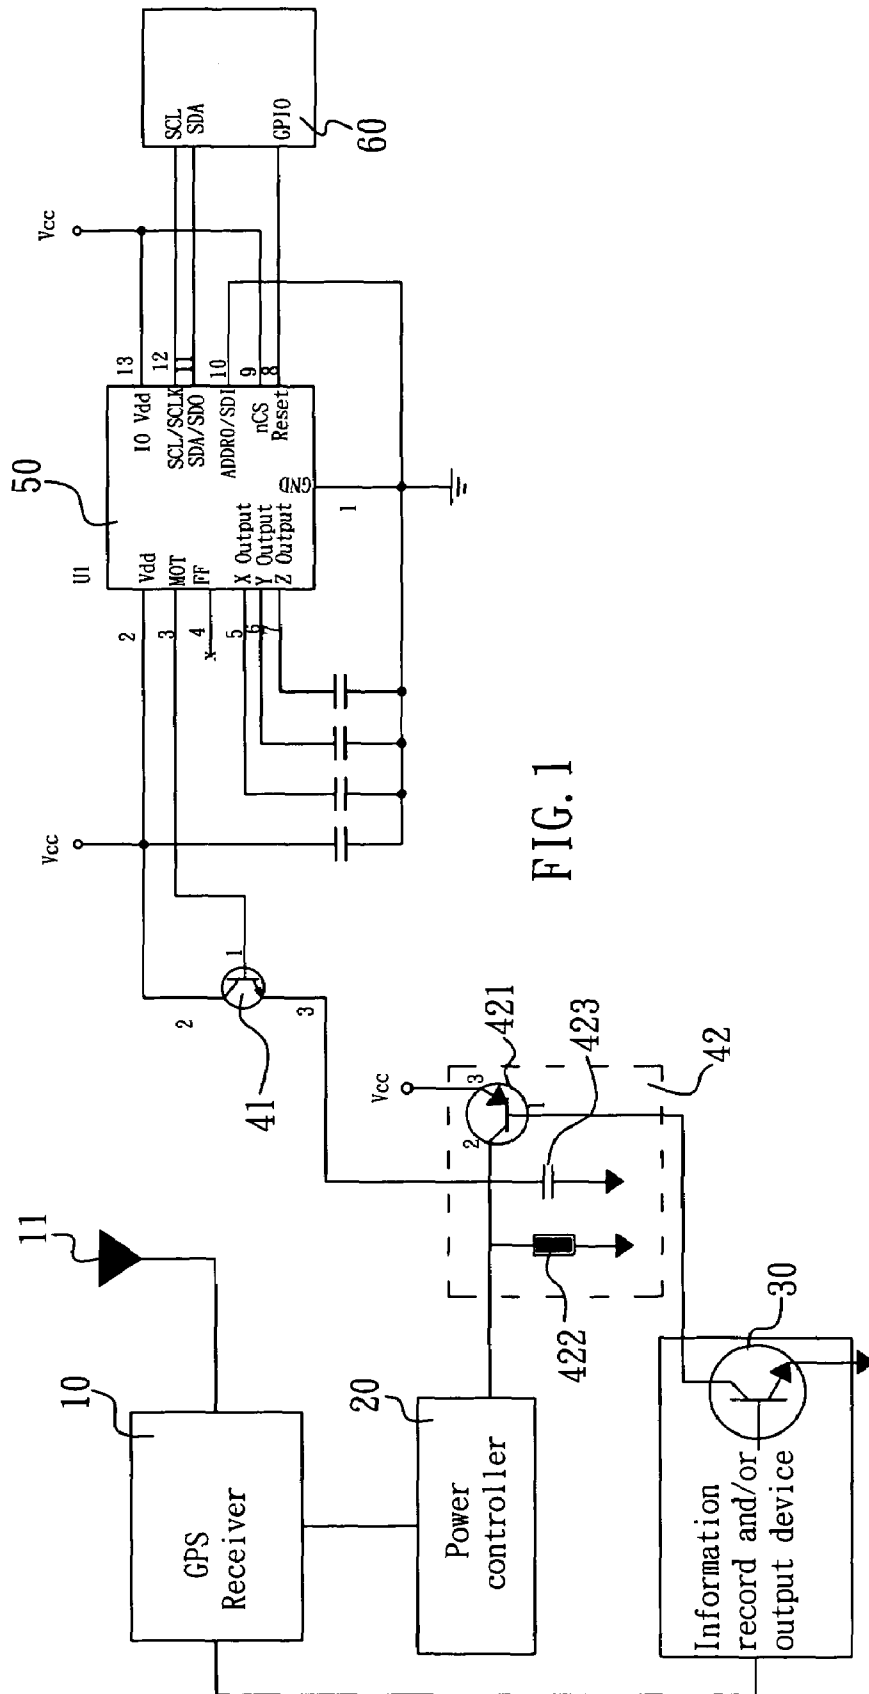 60
SCL
SDA
GPIO
Vcc
13
12
11
10
9
8
50
U1
IO Vdd
SCL/SCLK
SDA/SDO
ADDR0/SDI
nCS
Reset
GND
1
Vdd
MOT
FF
X Output
Y Output
Z Output
2
3
4
x
5
6
7
Vcc
1
2
3
41
Vcc
3
2
1
421
423
42
422
11
10
GPS
Receiver
20
Power
controller
30
Information
record and/or
output device
FIG. 1